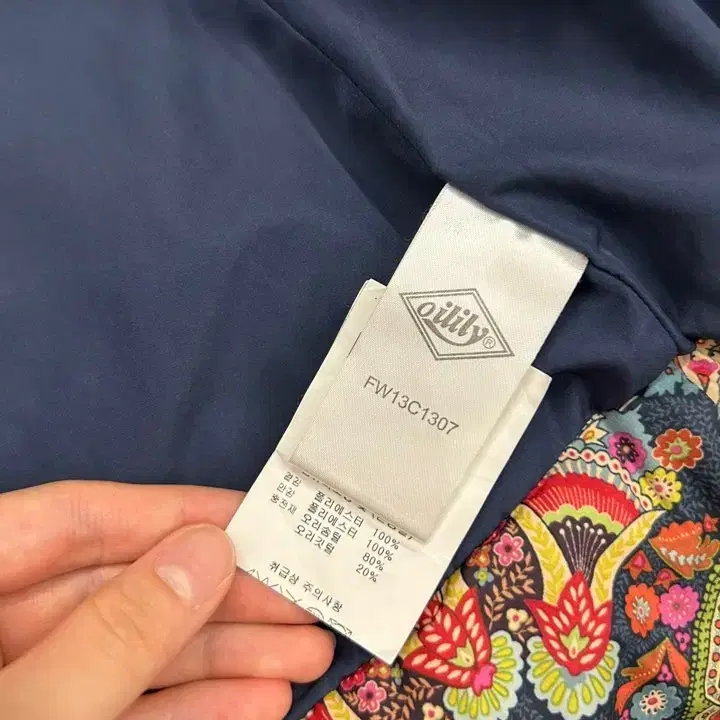 oilily®
FW13C1307
겉감 폴리에스터 100%
안감 폴리에스터 100%
충전재 오리솜털 80%
오리깃털 20%
취급상 주의사항